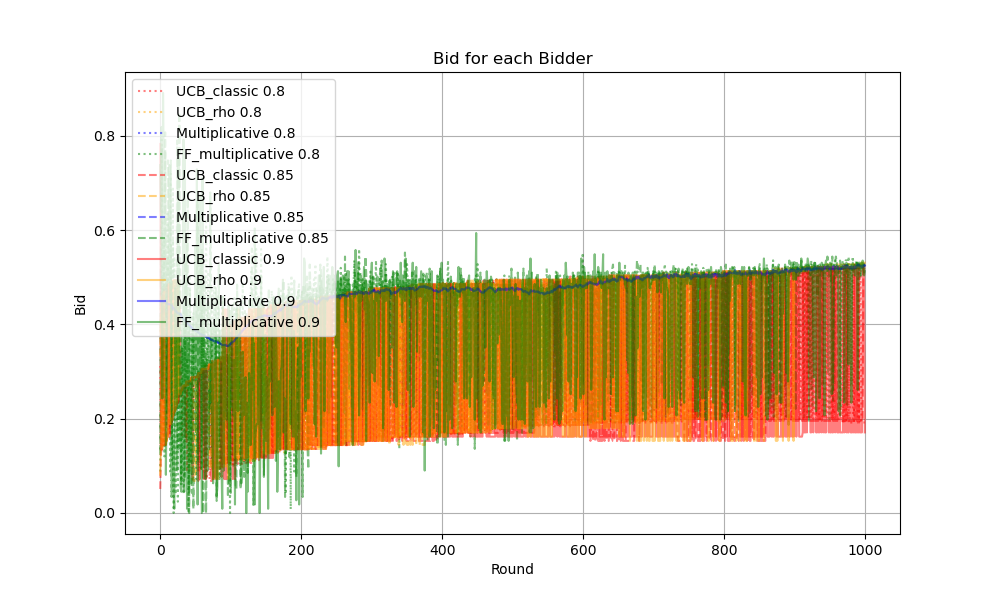 Bid for each Bidder
UCB_classic 0.8
UCB_rho 0.8
Multiplicative 0.8
FF_multiplicative 0.8
UCB_classic 0.85
UCB_rho 0.85
Multiplicative 0.85
FF_multiplicative 0.85
UCB_classic 0.9
UCB_rho 0.9
Multiplicative 0.9
FF_multiplicative 0.9
Bid
0.8
0.6
0.4
0.2
0.0
0 200 400 600 800 1000
Round